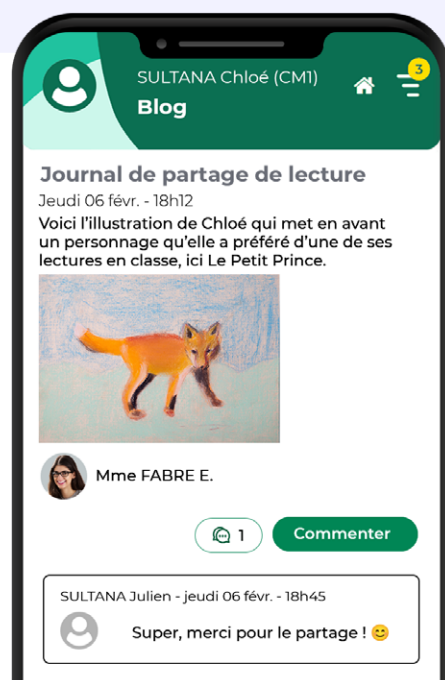 SULTANA Chloé (CM1)
3
Blog
Journal de partage de lecture
Jeudi 06 févr. - 18h12
Voici l’illustration de Chloé qui met en avant
un personnage qu’elle a préféré d’une de ses
lectures en classe, ici Le Petit Prince.
Mme FABRE E.
1
Commenter
SULTANA Julien - jeudi 06 févr. - 18h45
Super, merci pour le partage ! 😊